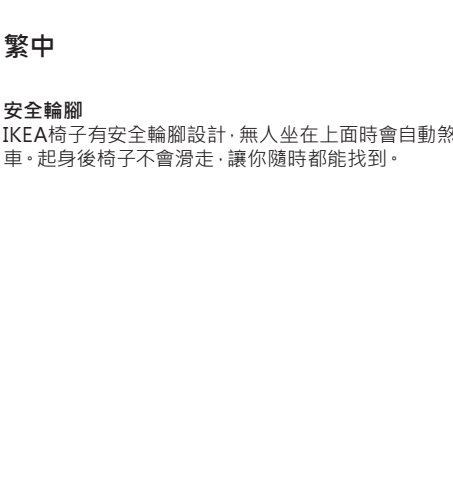 繁中
安全輪腳
IKEA椅子有安全輪腳設計，無人坐在上面時會自動煞
車。起身後椅子不會滑走，讓你隨時都能找到。